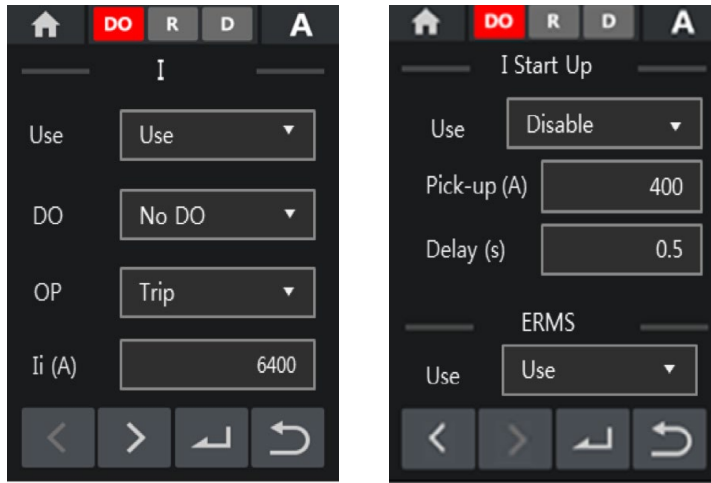 DO R D A
I
Use Use
DO No DO
OP Trip
Ii (A) 6400
DO R D A
I Start Up
Use Disable
Pick-up (A) 400
Delay (s) 0.5
ERMS
Use Use